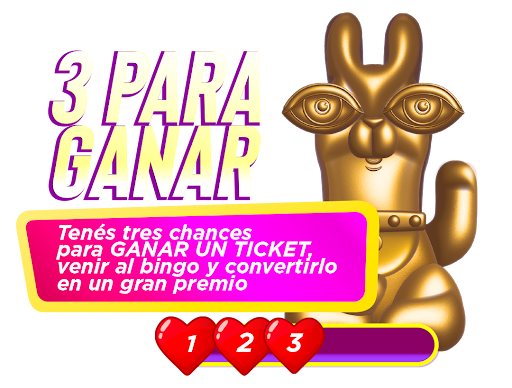 3 PARA
GANAR
Tenés tres chances
para GANAR UN TICKET,
venir al bingo y convertirlo
en un gran premio
1 2 3